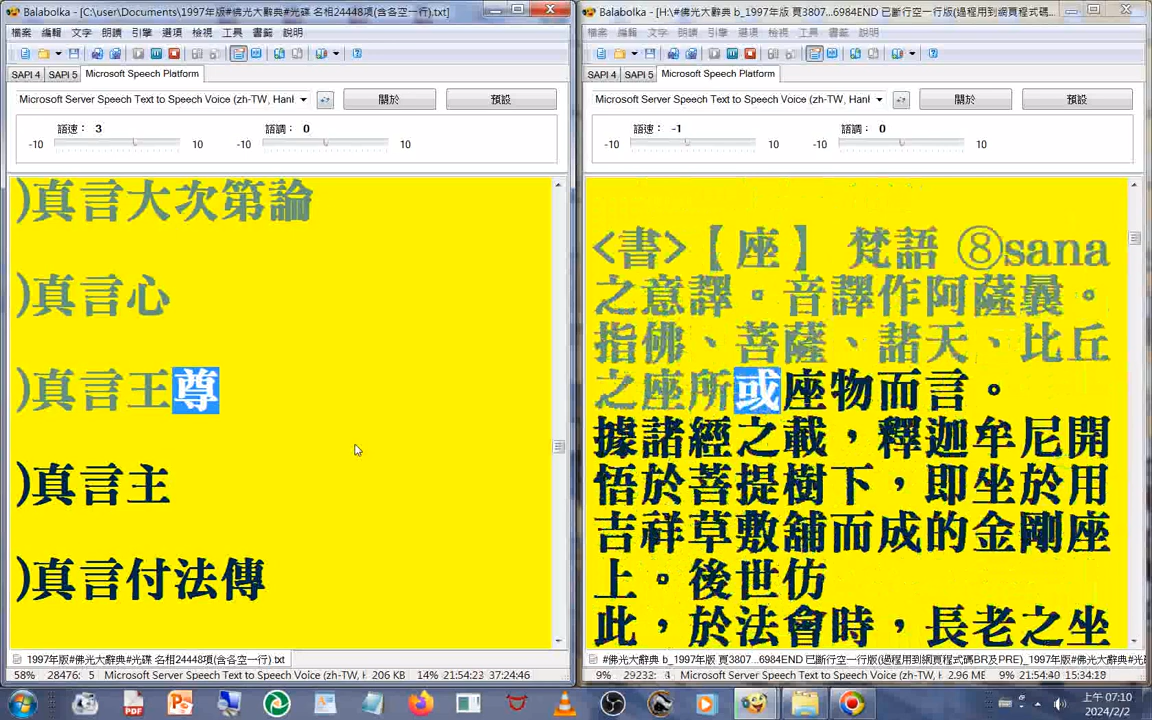 Balabolka - [C:\user\Documents\1997年版#佛光大辭典#光碟 名相24448項(含各空一行).txt]
檔案 編輯 文字 朗讀 引擎 選項 檢視 工具 書籤 說明
SAPI 4 SAPI 5 Microsoft Speech Platform
Microsoft Server Speech Text to Speech Voice (zh-TW, HanH 關於 預設
語速： 3 語調： 0
-10 10 -10 10
)真言大次第論
)真言心
)真言王尊
)真言主
)真言付法傳
1997年版#佛光大辭典#光碟 名相24448項(含各空一行).txt
58% 28476: 5 Microsoft Server Speech Text to Speech Voice (zh-TW, H 206 KB 14% 21:54:23 37:24:46
Balabolka - [H:\#佛光大辭典 b_1997年版 頁3807...6984END 已斷行空一行版(過程用到網頁程式碼
檔案 編輯 文字 朗讀 引擎 選項 檢視 工具 書籤 說明
SAPI 4 SAPI 5 Microsoft Speech Platform
Microsoft Server Speech Text to Speech Voice (zh-TW, HanH 關於 預設
語速： -1 語調： 0
-10 10 -10 10
<書>【座】 梵語 ⑧sana
之意譯。音譯作阿薩曩。
指佛、菩薩、諸天、比丘
之座所或座物而言。
據諸經之載，釋迦牟尼開
悟於菩提樹下，即坐於用
吉祥草敷舖而成的金剛座
上。後世仿
此，於法會時，長老之坐
#佛光大辭典 b_1997年版 頁3807...6984END 已斷行空一行版(過程用到網頁程式碼BR及PRE)_1997年版#光
9% 29232: 8 Microsoft Server Speech Text to Speech Voice (zh-TW, H 2.96 ME 9% 21:54:40 15:34:18
上午 07:10
2024/2/2